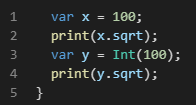 1 var x = 100;
2 print(x.sqrt);
3 var y = Int(100);
4 print(y.sqrt);
5 }